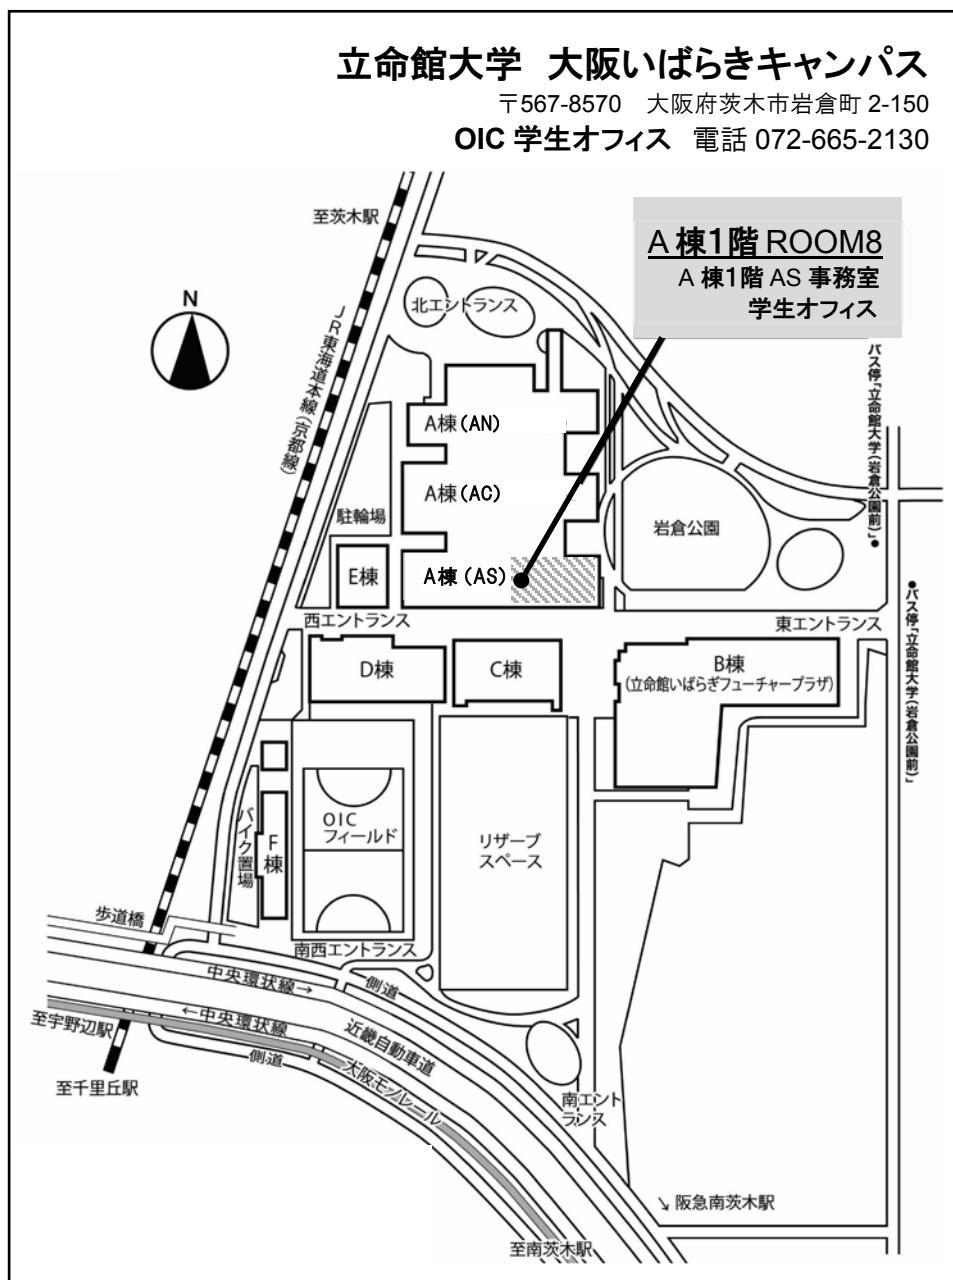 立命館大学 大阪いばらきキャンパス
〒567-8570 大阪府茨木市岩倉町 2-150
OIC 学生オフィス 電話 072-665-2130
至茨木駅
A 棟1階 ROOM8
A 棟1階 AS 事務室
学生オフィス
N
北エントランス
JR東海道本線(京都線)
バス停「立命館大学(岩倉公園前)」●
A棟(AN)
A棟(AC)
駐輪場
岩倉公園
E棟
A棟(AS)
西エントランス
東エントランス
●バス停「立命館大学(岩倉公園前)」
D棟
C棟
B棟
(立命館いばらぎフューチャープラザ)
バイク置場
F棟
OIC
フィールド
リザーブ
スペース
歩道橋
南西エントランス
中央環状線→
側道
←中央環状線
近畿自動車道
至宇野辺駅
側道
大阪モノレール
至千里丘駅
南エント
ランス
↘ 阪急南茨木駅
至南茨木駅